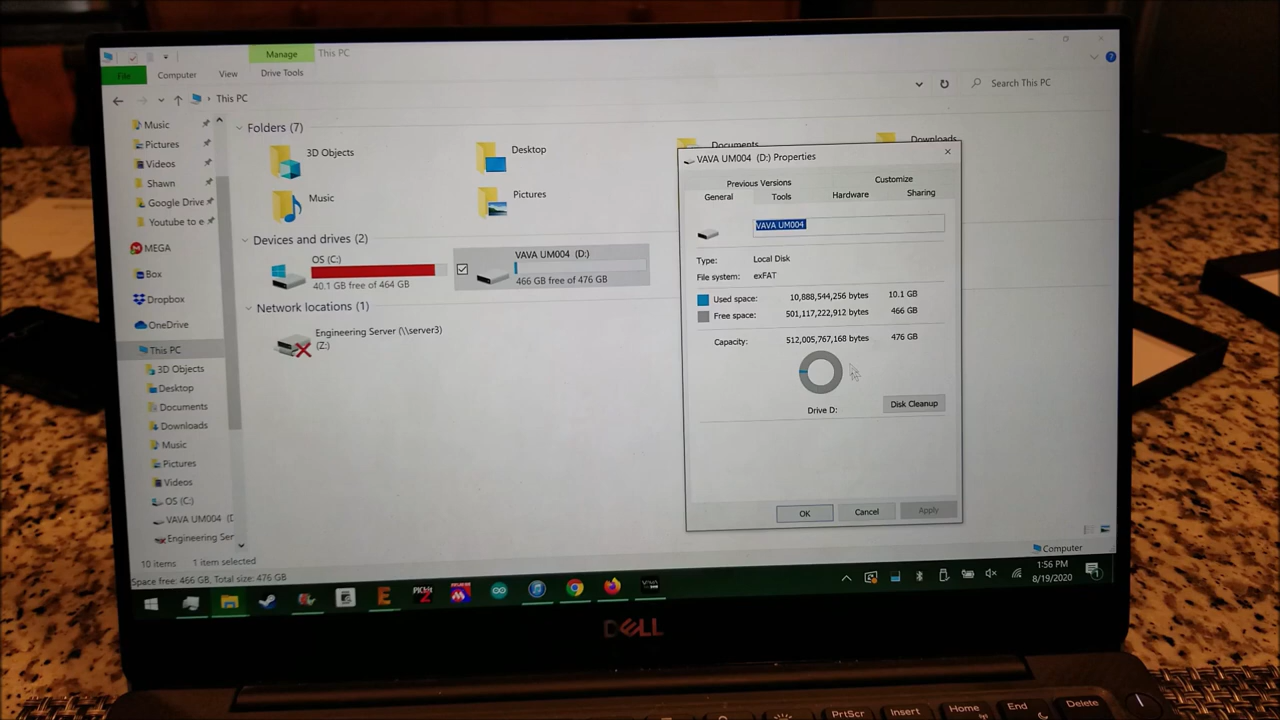 Manage
This PC
File
Computer
View
Drive Tools
This PC
Search This PC
Music
Pictures
Videos
Shawn
Google Drive
Youtube to e
MEGA
Box
Dropbox
OneDrive
This PC
3D Objects
Desktop
Documents
Downloads
Music
Pictures
Videos
OS (C:)
VAVA UM004 (D
Engineering Ser
Folders (7)
3D Objects
Desktop
Documents
Downloads
Music
Pictures
Devices and drives (2)
OS (C:)
40.1 GB free of 464 GB
VAVA UM004 (D:)
466 GB free of 476 GB
Network locations (1)
Engineering Server (\\server3)
(Z:)
VAVA UM004 (D:) Properties
Previous Versions
Customize
General
Tools
Hardware
Sharing
VAVA UM004
Type: Local Disk
File system: exFAT
Used space: 10,888,544,256 bytes 10.1 GB
Free space: 501,117,222,912 bytes 466 GB
Capacity: 512,005,767,168 bytes 476 GB
Drive D:
Disk Cleanup
OK
Cancel
Apply
10 items
1 item selected
Computer
Space free: 466 GB, Total size: 476 GB
1:56 PM
8/19/2020
1
DELL
PrtScr
Insert
Home
End
Delete